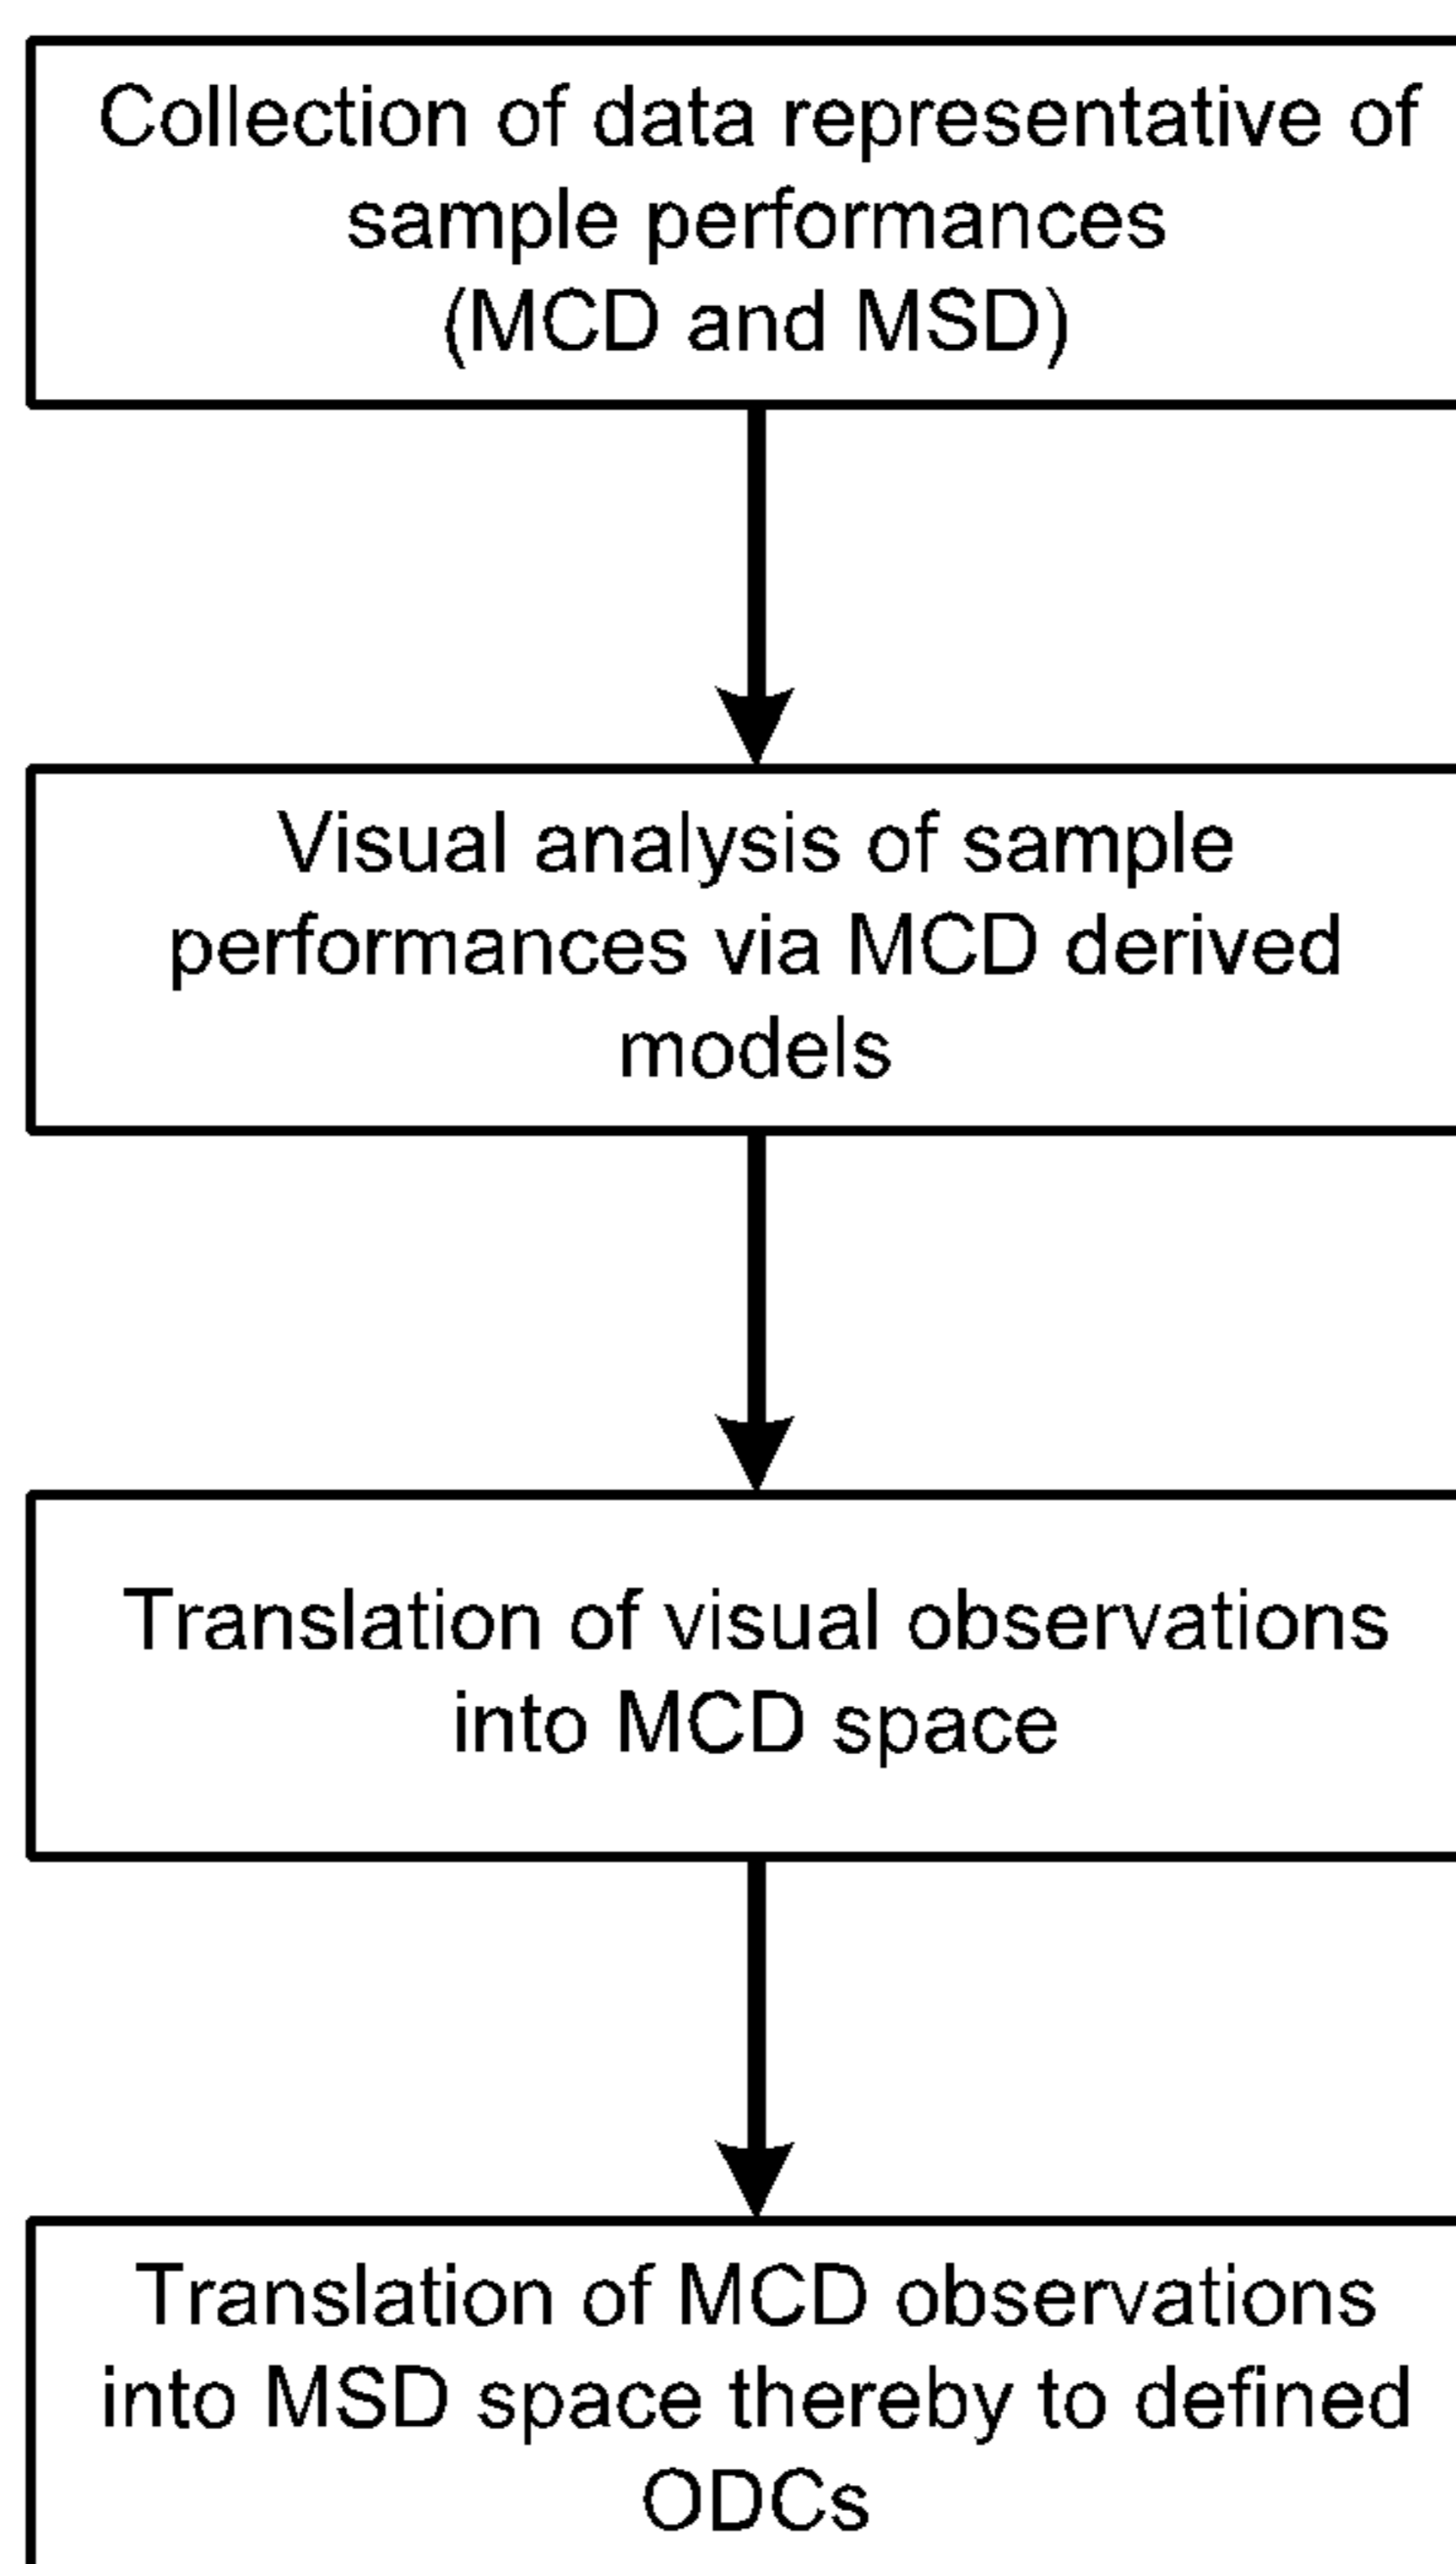 Collection of data representative of
sample performances
(MCD and MSD)
Visual analysis of sample
performances via MCD derived
models
Translation of visual observations
into MCD space
Translation of MCD observations
into MSD space thereby to defined
ODCs